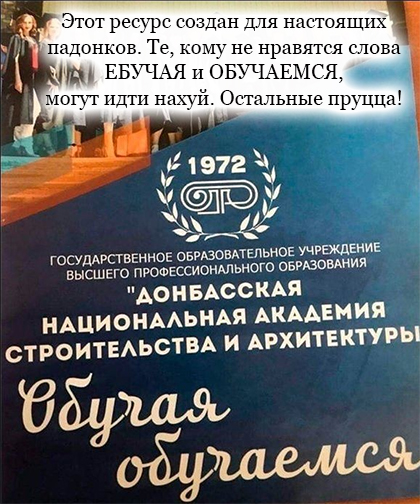 Этот ресурс создан для настоящих
падонков. Те, кому не нравятся слова
ЕБУЧАЯ и ОБУЧАЕМСЯ,
могут идти нахуй. Остальные пруцца!
1972
ГОСУДАРСТВЕННОЕ ОБРАЗОВАТЕЛЬНОЕ УЧРЕЖДЕНИЕ
ВЫСШЕГО ПРОФЕССИОНАЛЬНОГО ОБРАЗОВАНИЯ
"ДОНБАССКАЯ
НАЦИОНАЛЬНАЯ АКАДЕМИЯ
СТРОИТЕЛЬСТВА И АРХИТЕКТУРЫ
Обучая
обучаемся